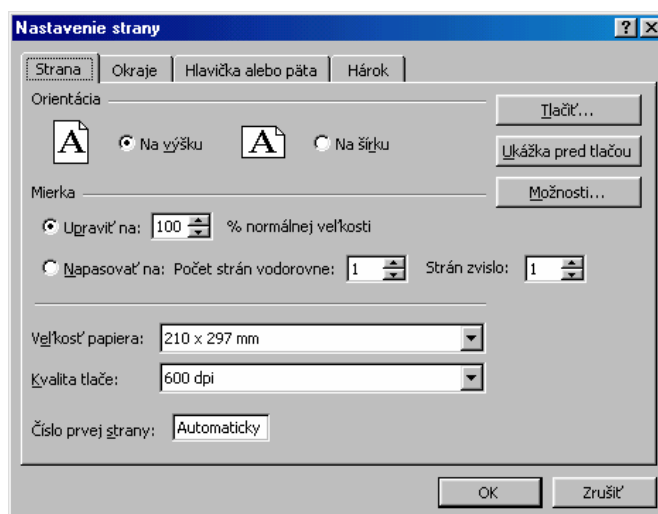 Nastavenie strany
Strana Okraje Hlavička alebo päta Hárok
Orientácia
A Na výšku A Na šírku
Tlačiť...
Ukážka pred tlačou
Možnosti...
Mierka
Upraviť na: 100 % normálnej veľkosti
Napasovať na: Počet strán vodorovne: 1 Strán zvislo: 1
Veľkosť papiera: 210 x 297 mm
Kvalita tlače: 600 dpi
Číslo prvej strany: Automaticky
OK Zrušiť